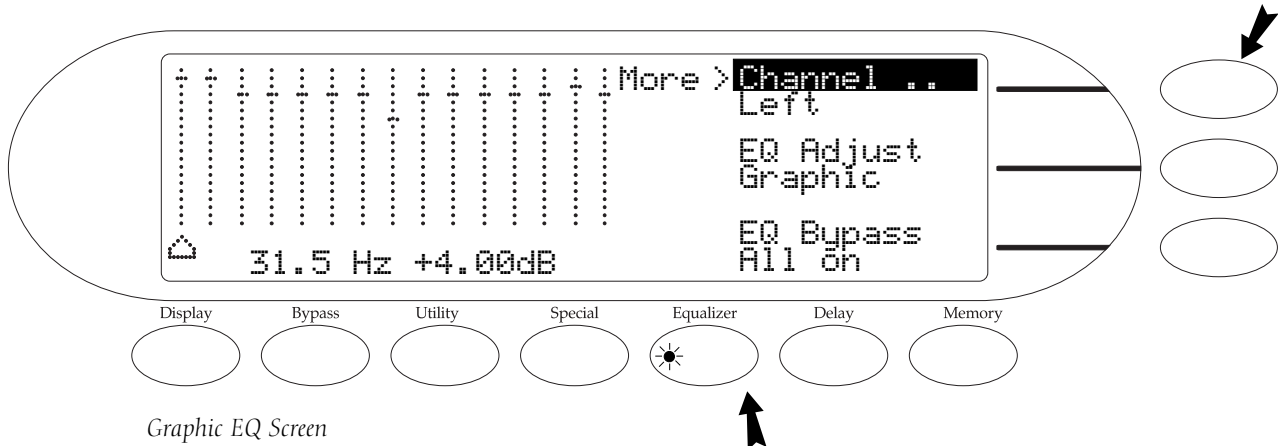 More > Channel ..
Left
EQ Adjust
Graphic
EQ Bypass
All on
31.5 Hz +4.00dB
Display Bypass Utility Special Equalizer Delay Memory
Graphic EQ Screen